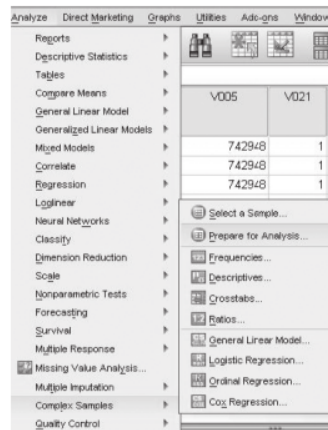 Analyze Direct Marketing Graphs Utilities Add-ons Window
Reports
Descriptive Statistics
Tables
Compare Means
General Linear Model
Generalized Linear Models
Mixed Models
Correlate
Regression
Loglinear
Neural Networks
Classify
Dimension Reduction
Scale
Nonparametric Tests
Forecasting
Survival
Multiple Response
Missing Value Analysis...
Multiple Imputation
Complex Samples
Quality Control
V005 V021
742948 1
742948 1
742948 1
Select a Sample...
Prepare for Analysis...
Frequencies...
Descriptives...
Crosstabs...
Ratios...
General Linear Model...
Logistic Regression...
Ordinal Regression...
Cox Regression...